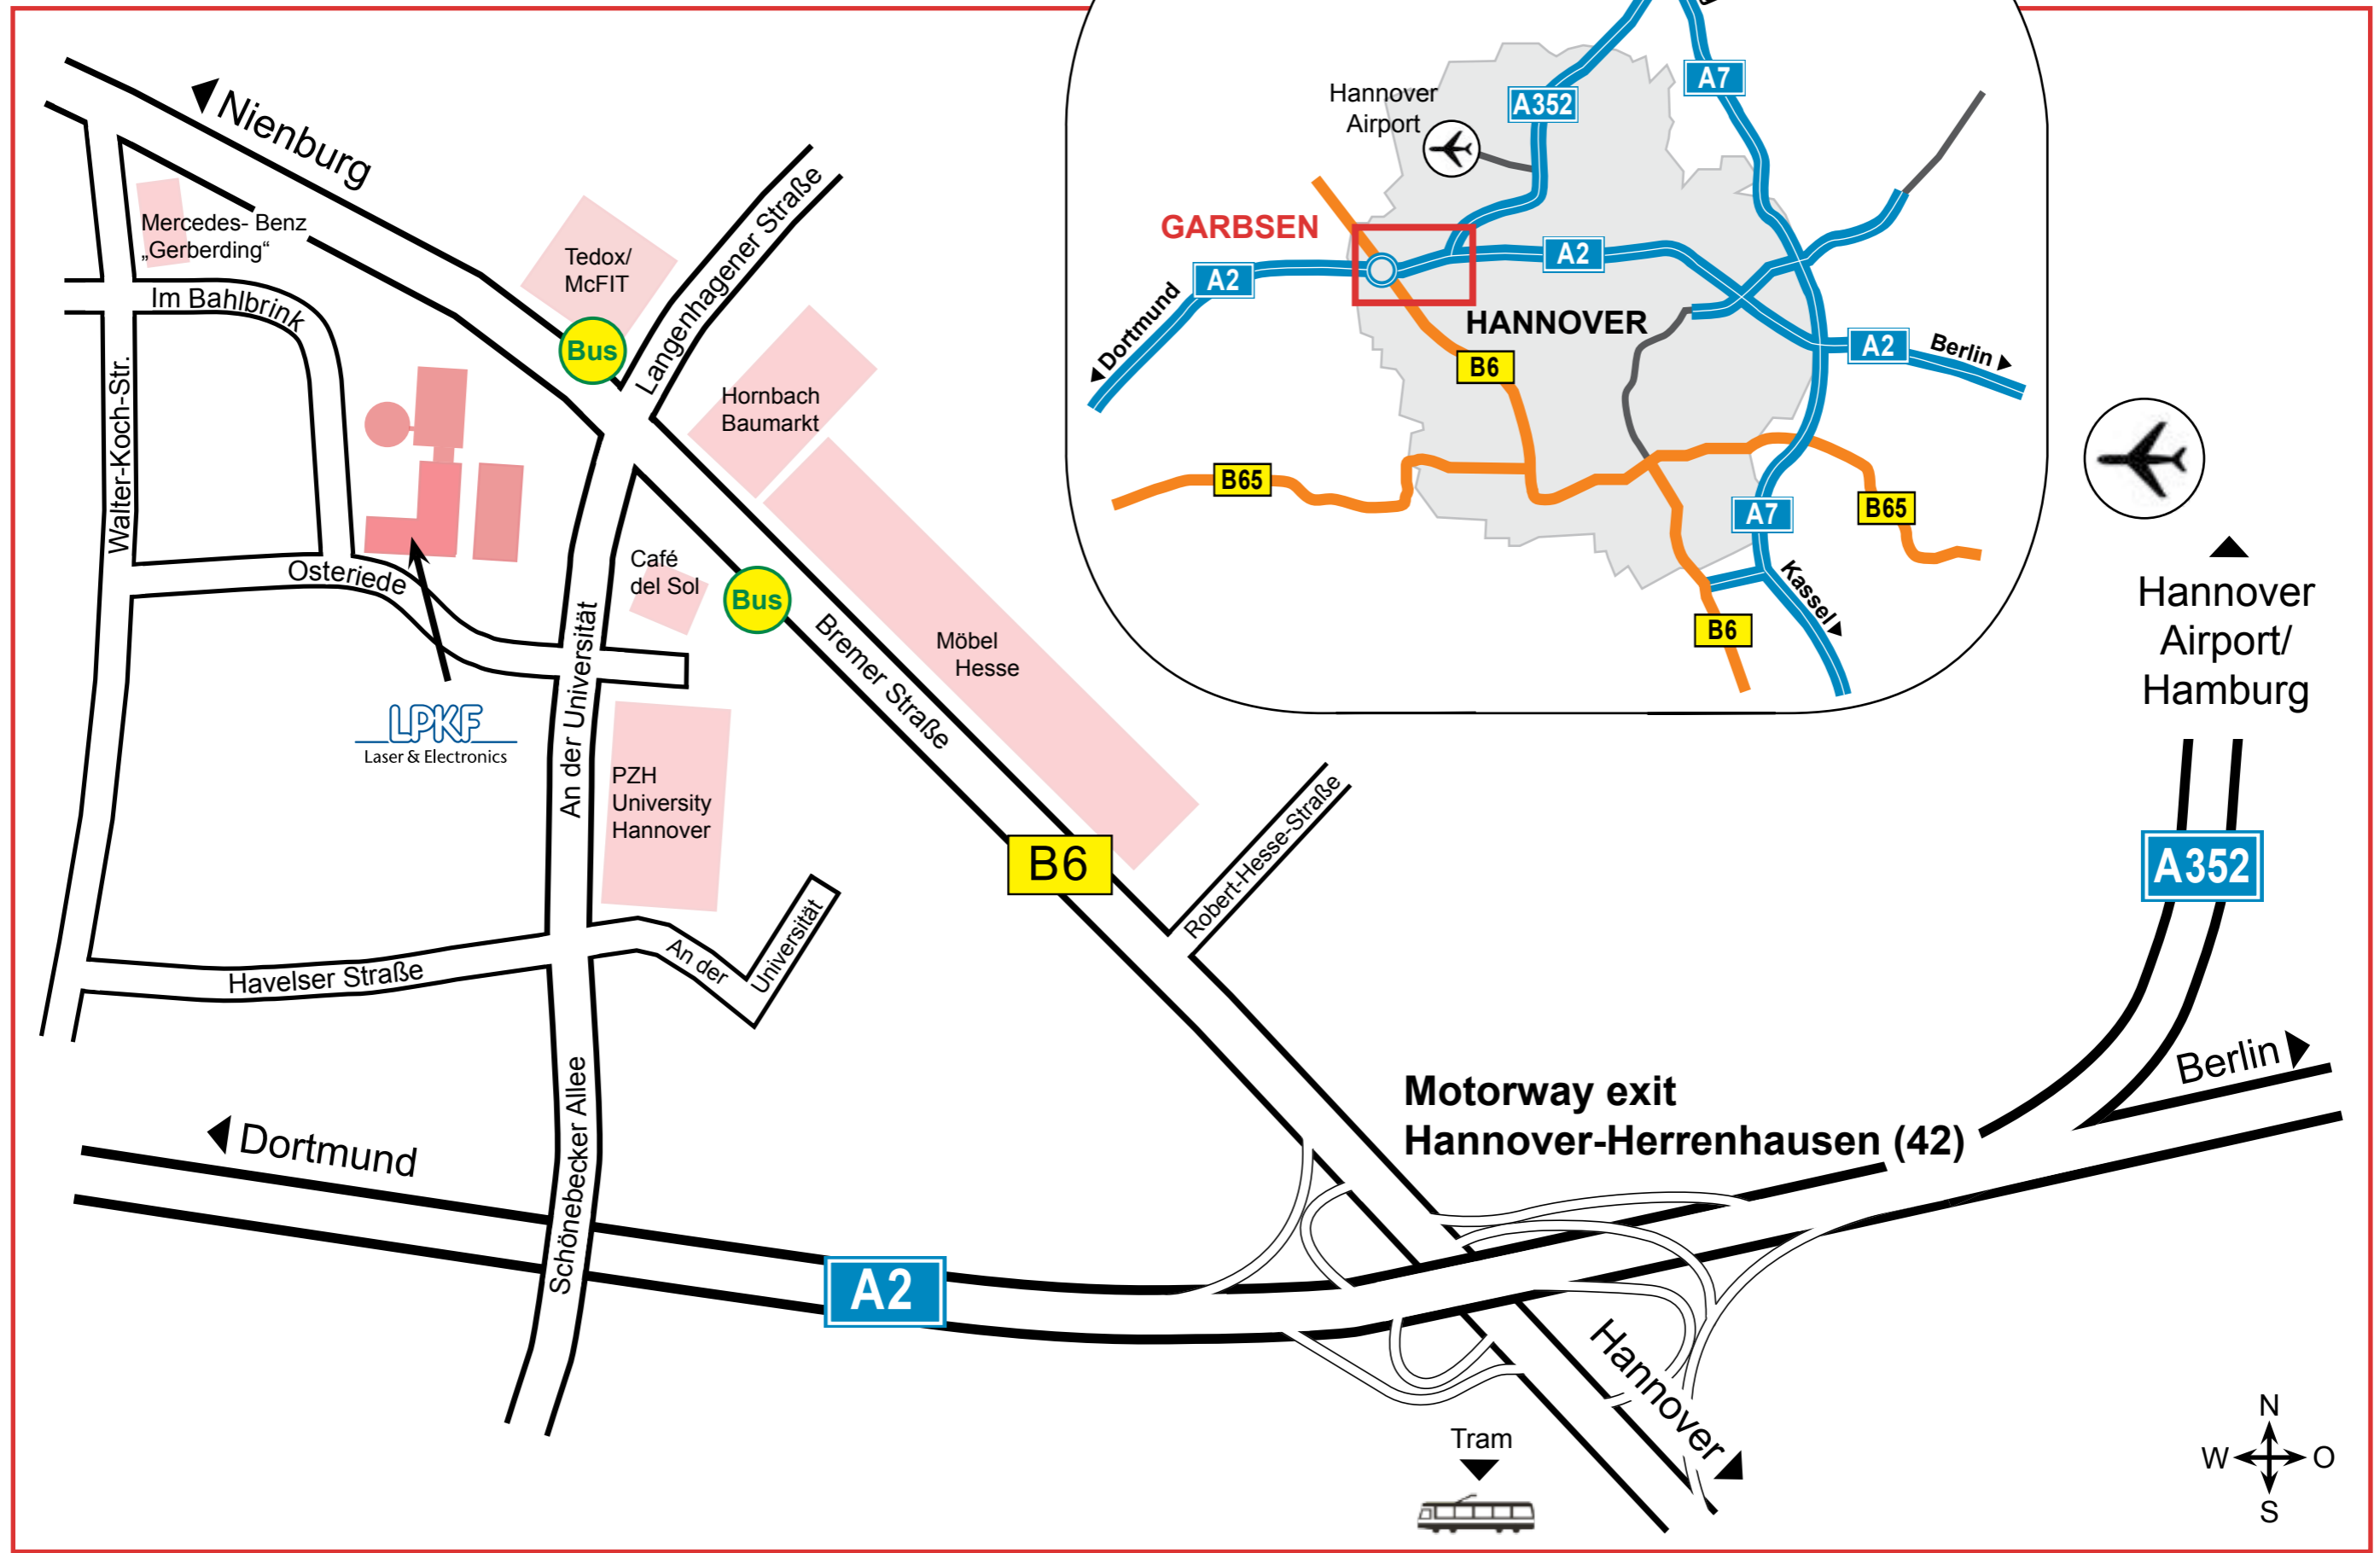 Nienburg
Mercedes- Benz
„Gerberding“
Im Bahlbrink
Walter-Koch-Str.
Tedox/
McFIT
Bus
Langenhagener Straße
Hornbach
Baumarkt
Osteriede
Café
del Sol
Bus
An der Universität
Bremer Straße
Möbel
Hesse
LPKF
Laser & Electronics
PZH
University
Hannover
B6
Robert-Hesse-Straße
Havelser Straße
An der
Universität
Schönebecker Allee
Dortmund
A2
Motorway exit
Hannover-Herrenhausen (42)
Hannover
Tram
Berlin
A352
Hannover
Airport/
Hamburg
N
W
O
S
Hannover
Airport
A352
A7
GARBSEN
A2
A2
Dortmund
HANNOVER
B6
A2
Berlin
B65
A7
B65
Kassel
B6